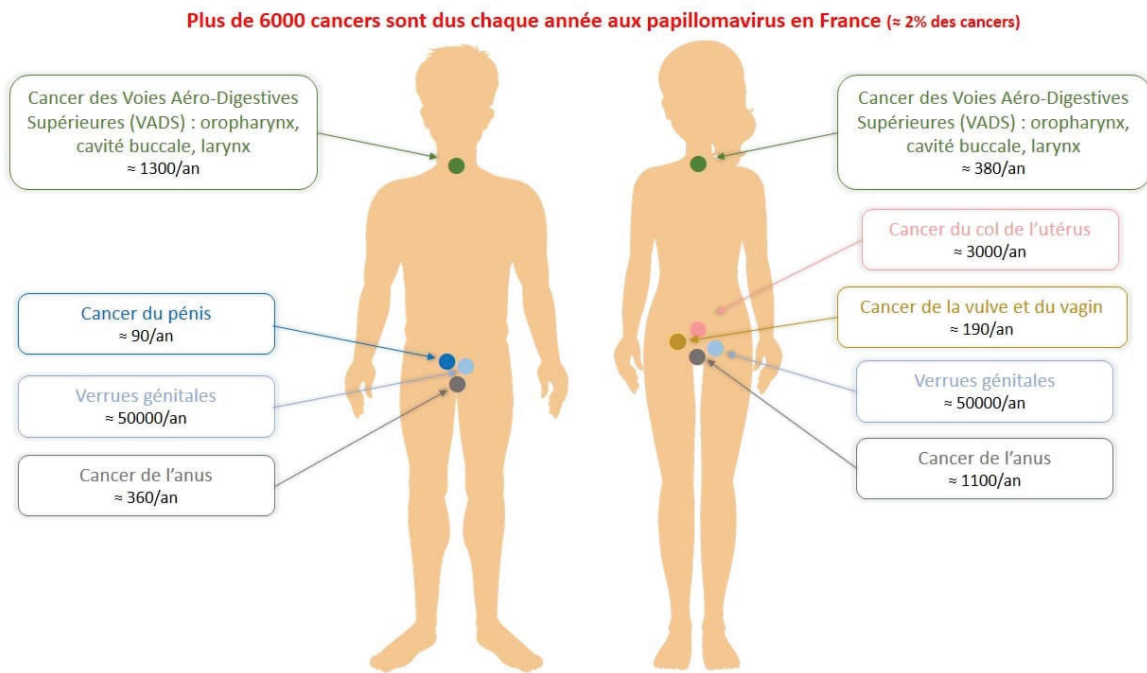 Plus de 6000 cancers sont dus chaque année aux papillomavirus en France (≈ 2% des cancers)
Cancer des Voies Aéro-Digestives
Supérieures (VADS) : oropharynx,
cavité buccale, larynx
≈ 1300/an
Cancer du pénis
≈ 90/an
Verrues génitales
≈ 50000/an
Cancer de l'anus
≈ 360/an
Cancer des Voies Aéro-Digestives
Supérieures (VADS) : oropharynx,
cavité buccale, larynx
≈ 380/an
Cancer du col de l'utérus
≈ 3000/an
Cancer de la vulve et du vagin
≈ 190/an
Verrues génitales
≈ 50000/an
Cancer de l'anus
≈ 1100/an